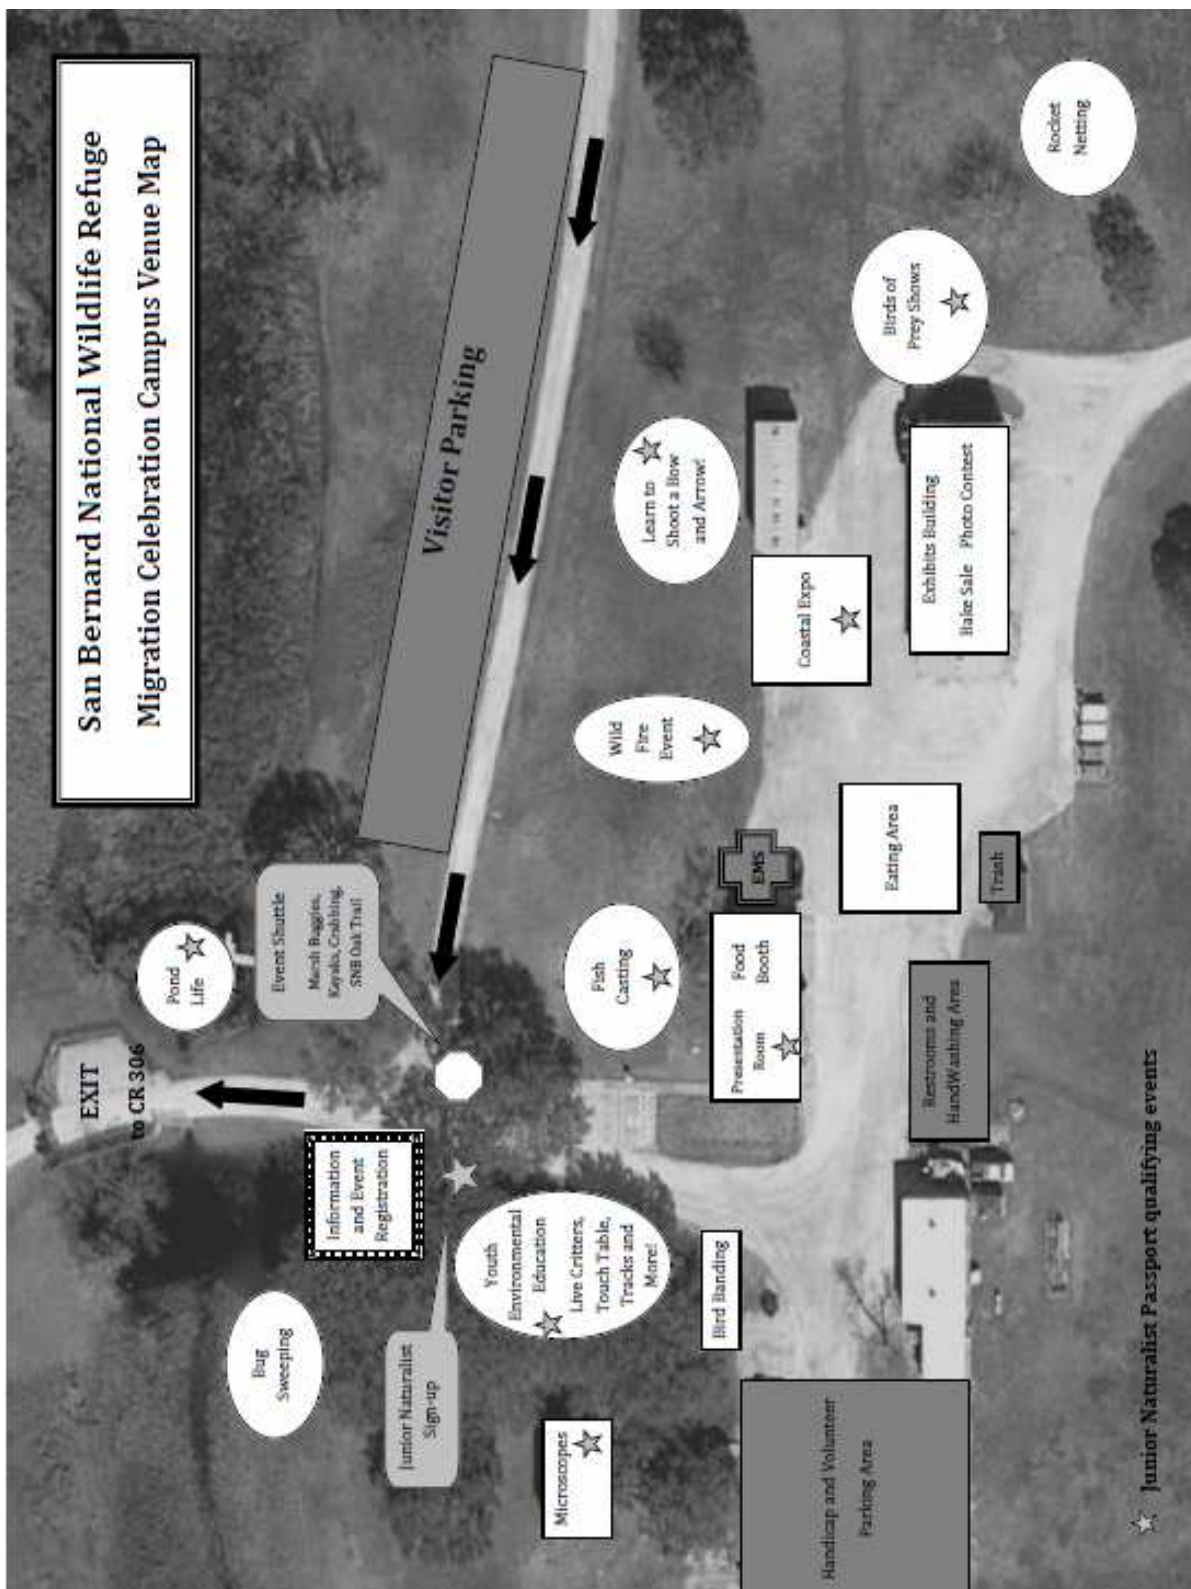 San Bernard National Wildlife Refuge
Migration Celebration Campus Venue Map
Visitor Parking
EXIT
to CR 306
Pond
Life
Event Shuttle
Marsh Buggies,
Kayaks, Crabbing,
SNB Oak Trail
Information
and Event
Registration
Bug
Sweeping
Junior Naturalist
Sign-up
Youth
Environmental
Education
Live Critters,
Touch Table,
Tracks and
More!
Microscopes
Bird Banding
Handicap and Volunteer
Parking Area
Fish
Casting
Wild
Fire
Event
Learn to
Shoot a Bow
and Arrow!
EMS
Presentation
Room
Food
Booth
Coastal Expo
Eating Area
Trash
Restrooms and
HandWashing Area
Exhibits Building
Bake Sale Photo Contest
Birds of
Prey Shows
Rocket
Netting
Junior Naturalist Passport qualifying events